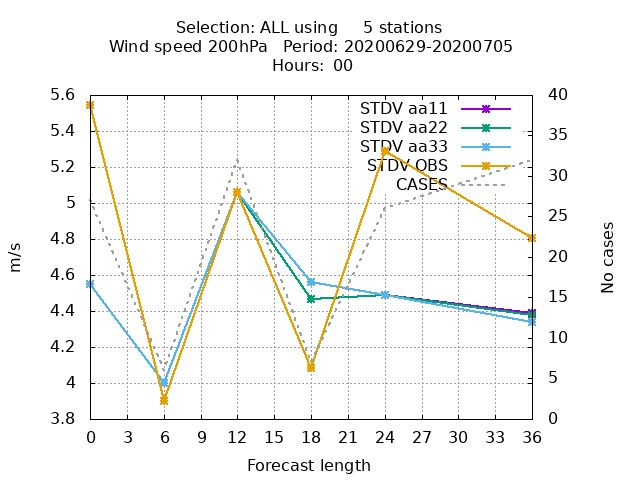 Selection: ALL using     5 stations
Wind speed 200hPa   Period: 20200629-20200705
Hours:  00
5.6
5.4
5.2
5
4.8
4.6
4.4
4.2
4
3.8
m/s
STDV aa11
STDV aa22
STDV aa33
STDV OBS
CASES
40
35
30
25
20
15
10
5
0
No cases
0 3 6 9 12 15 18 21 24 27 30 33 36
Forecast length